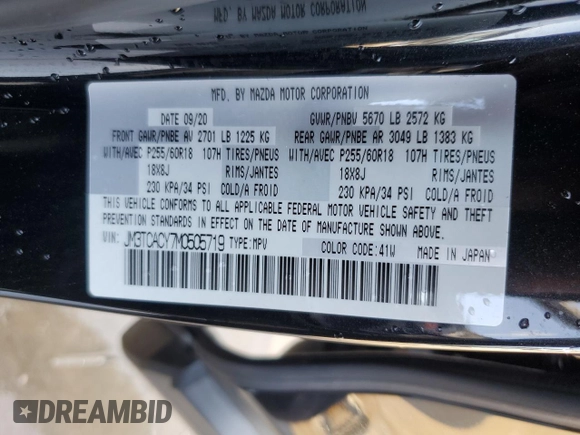 MFD. BY MAZDA MOTOR CORPORATION
DATE 09/20 GVWR/PNBV 5670 LB 2572 KG
FRONT GAWR/PNBE AV 2701 LB 1225 KG REAR GAWR/PNBE AR 3049 LB 1383 KG
WITH/AVEC P255/60R18 107H TIRES/PNEUS WITH/AVEC P255/60R18 107H TIRES/PNEUS
18X8J RIMS/JANTES 18X8J RIMS/JANTES
230 KPA/34 PSI COLD/A FROID 230 KPA/34 PSI COLD/A FROID
THIS VEHICLE CONFORMS TO ALL APPLICABLE FEDERAL MOTOR VEHICLE SAFETY AND THEFT
PREVENTION STANDARDS IN EFFECT ON THE DATE OF MANUFACTURE SHOWN ABOVE.
VIN: JM3TCACY7M0505719 TYPE: MPV COLOR CODE: 41W MADE IN JAPAN
DREAMBID